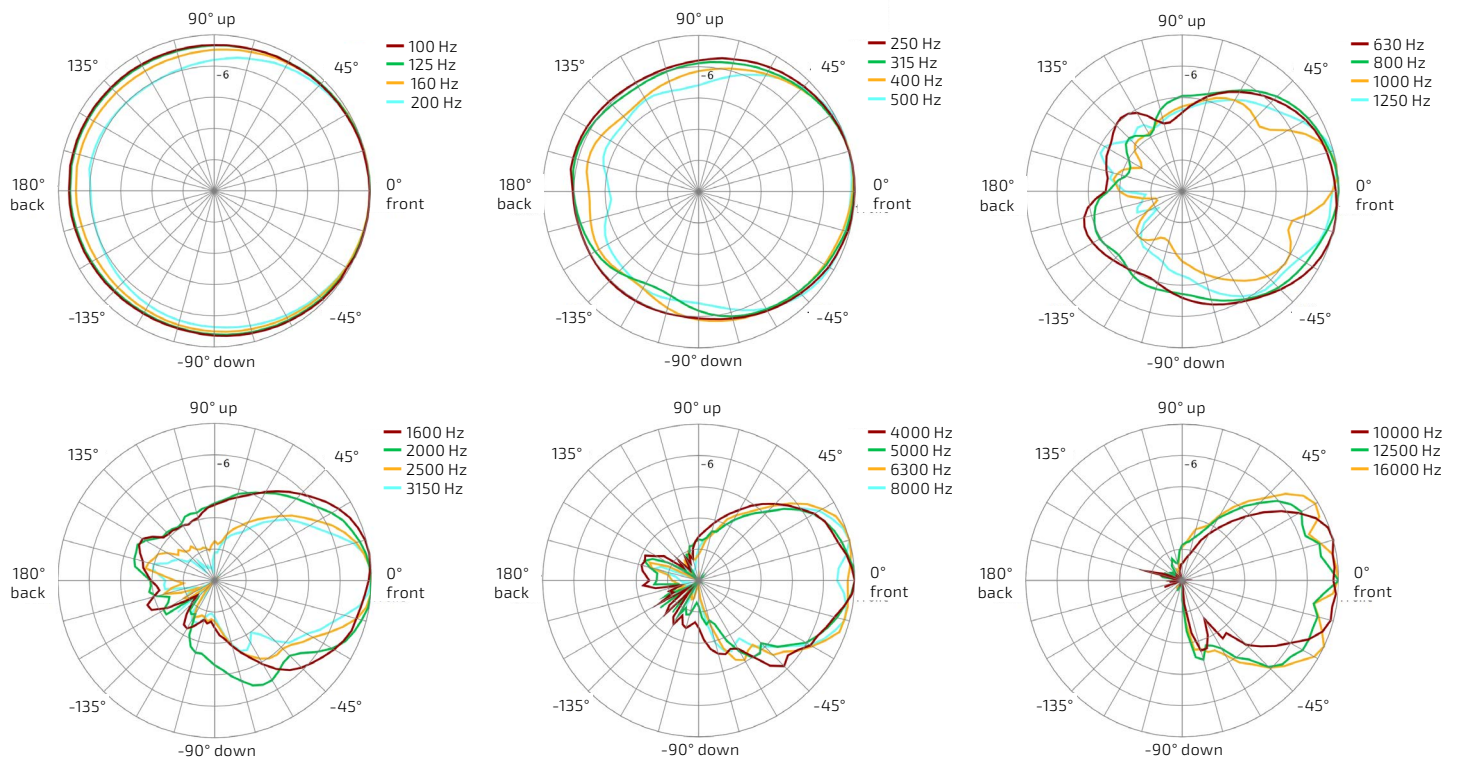 90° up
135°
45°
-6
180°
back
0°
front
-135°
-45°
-90° down
100 Hz
125 Hz
160 Hz
200 Hz
90° up
135°
45°
-6
180°
back
0°
front
-135°
-45°
-90° down
250 Hz
315 Hz
400 Hz
500 Hz
90° up
135°
45°
-6
180°
back
0°
front
-135°
-45°
-90° down
630 Hz
800 Hz
1000 Hz
1250 Hz
90° up
135°
45°
-6
180°
back
0°
front
-135°
-45°
-90° down
1600 Hz
2000 Hz
2500 Hz
3150 Hz
90° up
135°
45°
-6
180°
back
0°
front
-135°
-45°
-90° down
4000 Hz
5000 Hz
6300 Hz
8000 Hz
90° up
135°
45°
-6
180°
back
0°
front
-135°
-45°
-90° down
10000 Hz
12500 Hz
16000 Hz